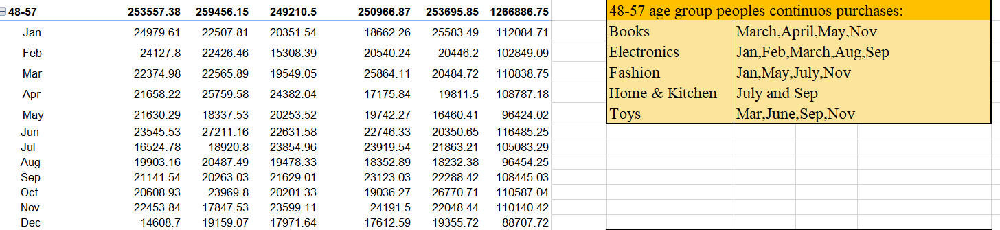 48-57 253557.38 259456.15 249210.5 250966.87 253695.85 1266886.75
Jan 24979.61 22507.81 20351.54 18662.26 25583.49 112084.71
Feb 24127.8 22426.46 15308.39 20540.24 20446.2 102849.09
Mar 22374.98 22565.89 19549.05 25864.11 20484.72 110838.75
Apr 21658.22 25759.58 24382.04 17175.84 19811.5 108787.18
May 21630.29 18337.53 20253.52 19742.27 16460.41 96424.02
Jun 23545.53 27211.16 22631.58 22746.33 20350.65 116485.25
Jul 16524.78 18920.8 23854.96 23919.54 21863.21 105083.29
Aug 19903.16 20487.49 19478.33 18352.89 18232.38 96454.25
Sep 21141.54 20263.03 21629.01 23123.03 22288.42 108445.03
Oct 20608.93 23969.8 20201.33 19036.27 26770.71 110587.04
Nov 22453.84 17847.53 23599.11 24191.5 22048.44 110140.42
Dec 14608.7 19159.07 17971.64 17612.59 19355.72 88707.72
48-57 age group peoples continuos purchases:
Books March,April,May,Nov
Electronics Jan,Feb,March,Aug,Sep
Fashion Jan,May,July,Nov
Home & Kitchen July and Sep
Toys Mar,June,Sep,Nov